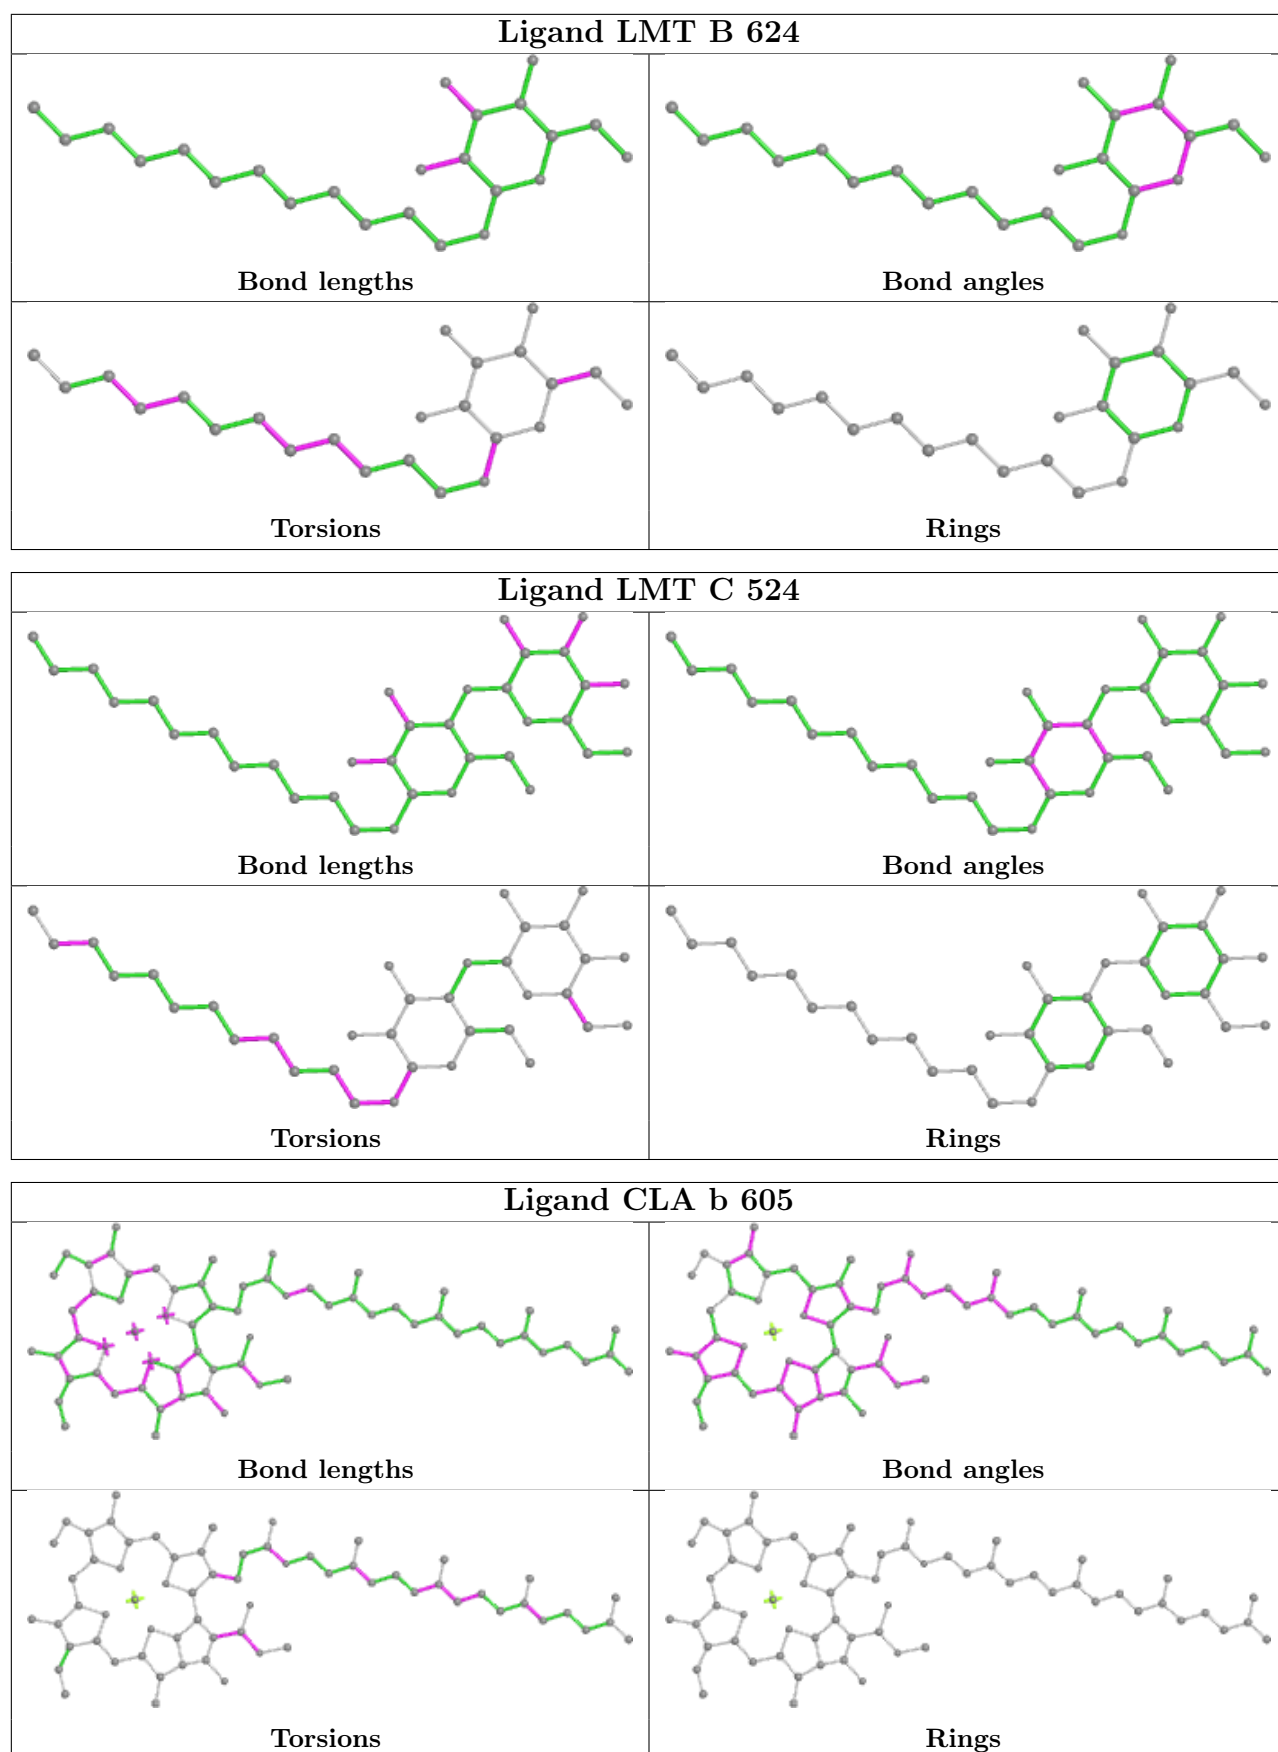 Ligand LMT B 624
Bond lengths
Bond angles
Torsions
Rings
Ligand LMT C 524
Bond lengths
Bond angles
Torsions
Rings
Ligand CLA b 605
Bond lengths
Bond angles
Torsions
Rings